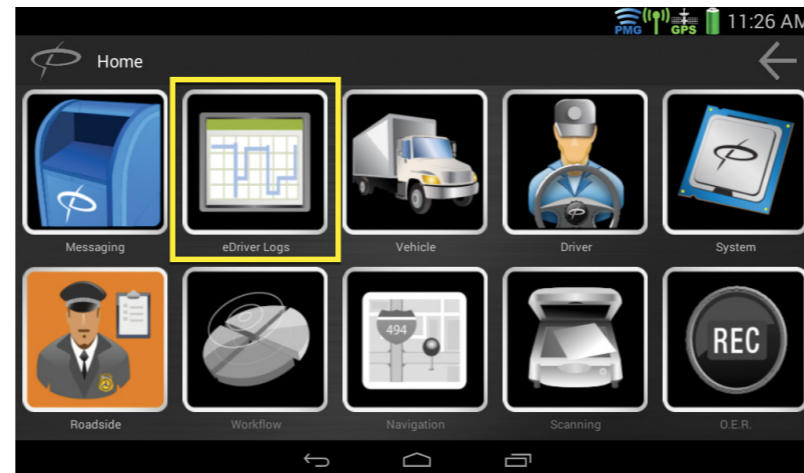 PMG GPS 11:26 AM
Home
Messaging eDriver Logs Vehicle Driver System
494
REC
Roadside Workflow Navigation Scanning O.E.R.